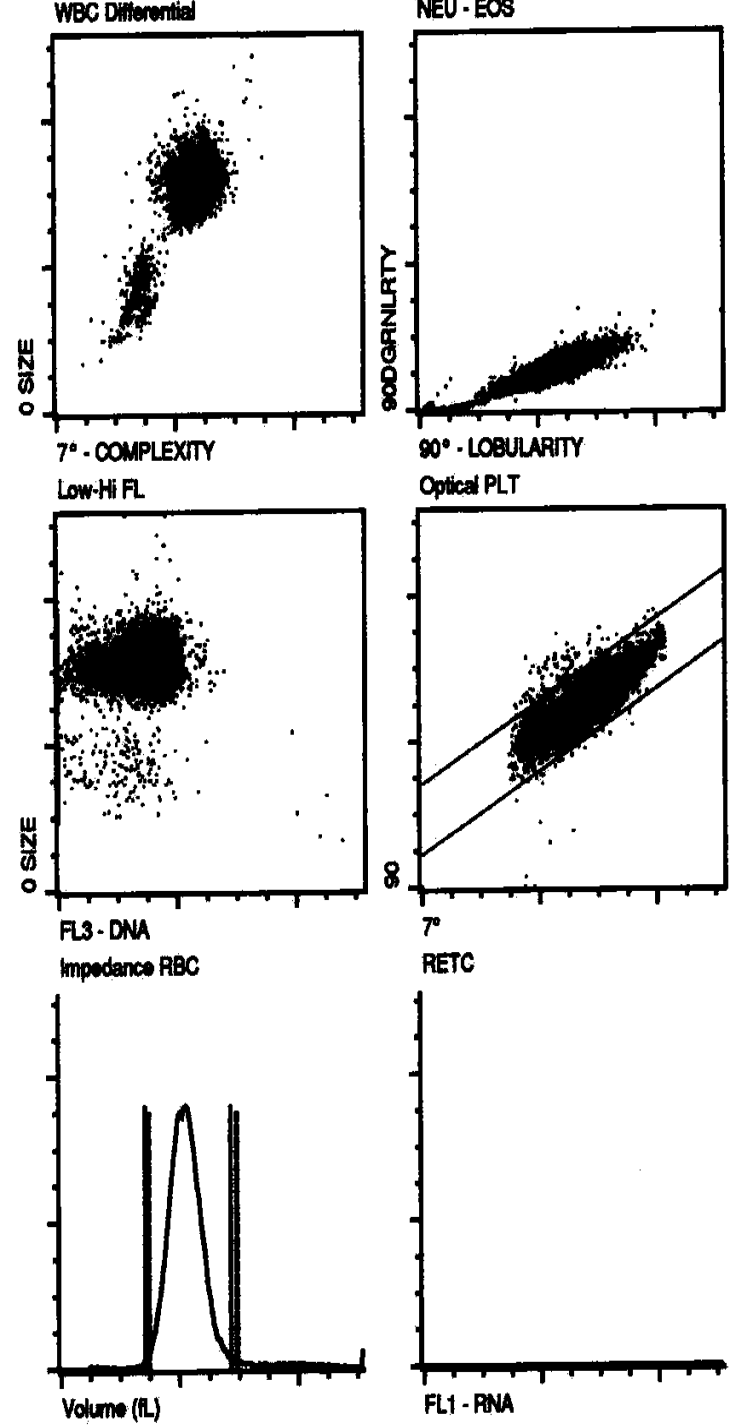 WBC Differential
NEU - EOS
0 SIZE
90DGRNLRTY
7° - COMPLEXITY
90° - LOBULARITY
Low-Hi FL
Optical PLT
0 SIZE
90
FL3 - DNA
7°
Impedance RBC
RETC
Volume (fL)
FL1 - RNA